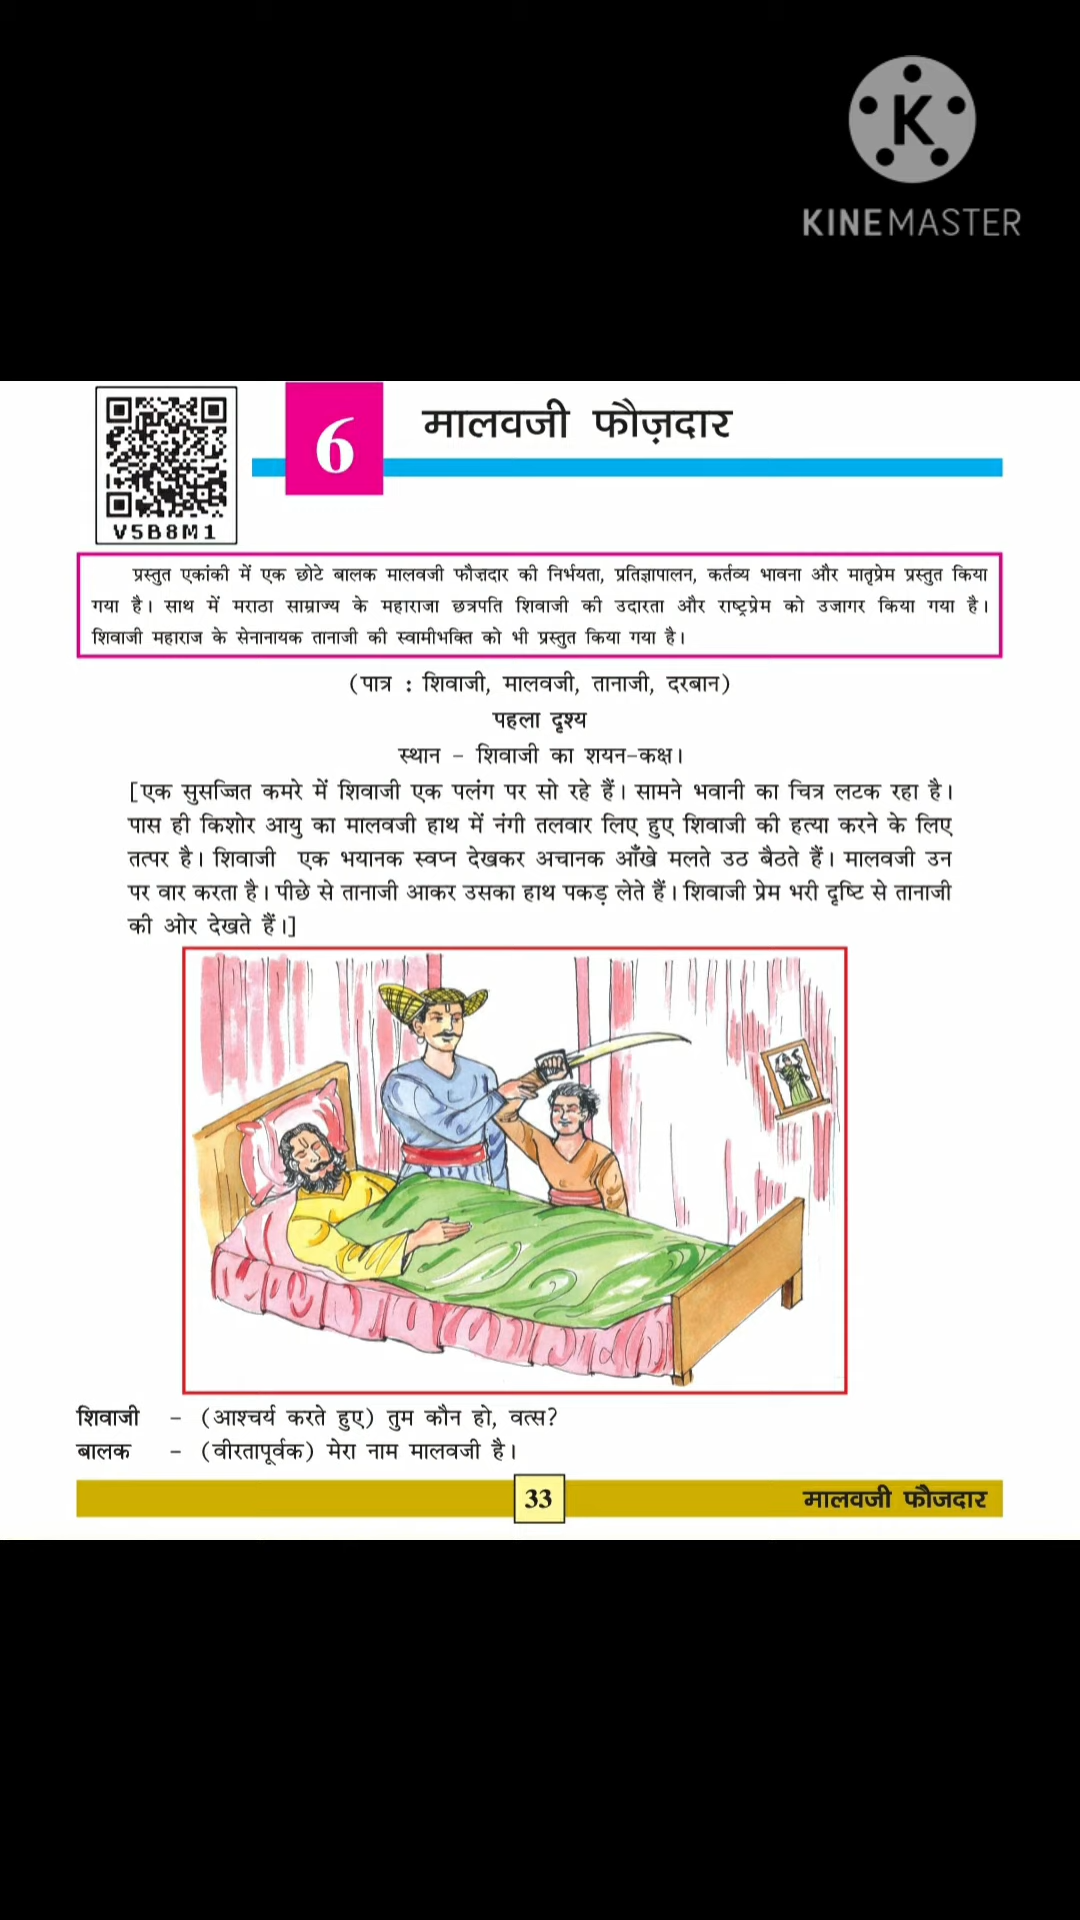 K
KINEMASTER
6
मालवजी फौज़दार
V5B8M1
प्रस्तुत एकांकी में एक छोटे बालक मालवजी फौज़दार की निर्भयता, प्रतिज्ञापालन, कर्तव्य भावना और मातृप्रेम प्रस्तुत किया
गया है। साथ में मराठा साम्राज्य के महाराजा छत्रपति शिवाजी की उदारता और राष्ट्रप्रेम को उजागर किया गया है।
शिवाजी महाराज के सेनानायक तानाजी की स्वामीभक्ति को भी प्रस्तुत किया गया है।
(पात्र : शिवाजी, मालवजी, तानाजी, दरबान)
पहला दृश्य
स्थान - शिवाजी का शयन-कक्ष।
[एक सुसज्जित कमरे में शिवाजी एक पलंग पर सो रहे हैं। सामने भवानी का चित्र लटक रहा है।
पास ही किशोर आयु का मालवजी हाथ में नंगी तलवार लिए हुए शिवाजी की हत्या करने के लिए
तत्पर है। शिवाजी एक भयानक स्वप्न देखकर अचानक आँखे मलते उठ बैठते हैं। मालवजी उन
पर वार करता है। पीछे से तानाजी आकर उसका हाथ पकड़ लेते हैं। शिवाजी प्रेम भरी दृष्टि से तानाजी
की ओर देखते हैं।]
शिवाजी - (आश्चर्य करते हुए) तुम कौन हो, वत्स?
बालक - (वीरतापूर्वक) मेरा नाम मालवजी है।
33
मालवजी फौजदार